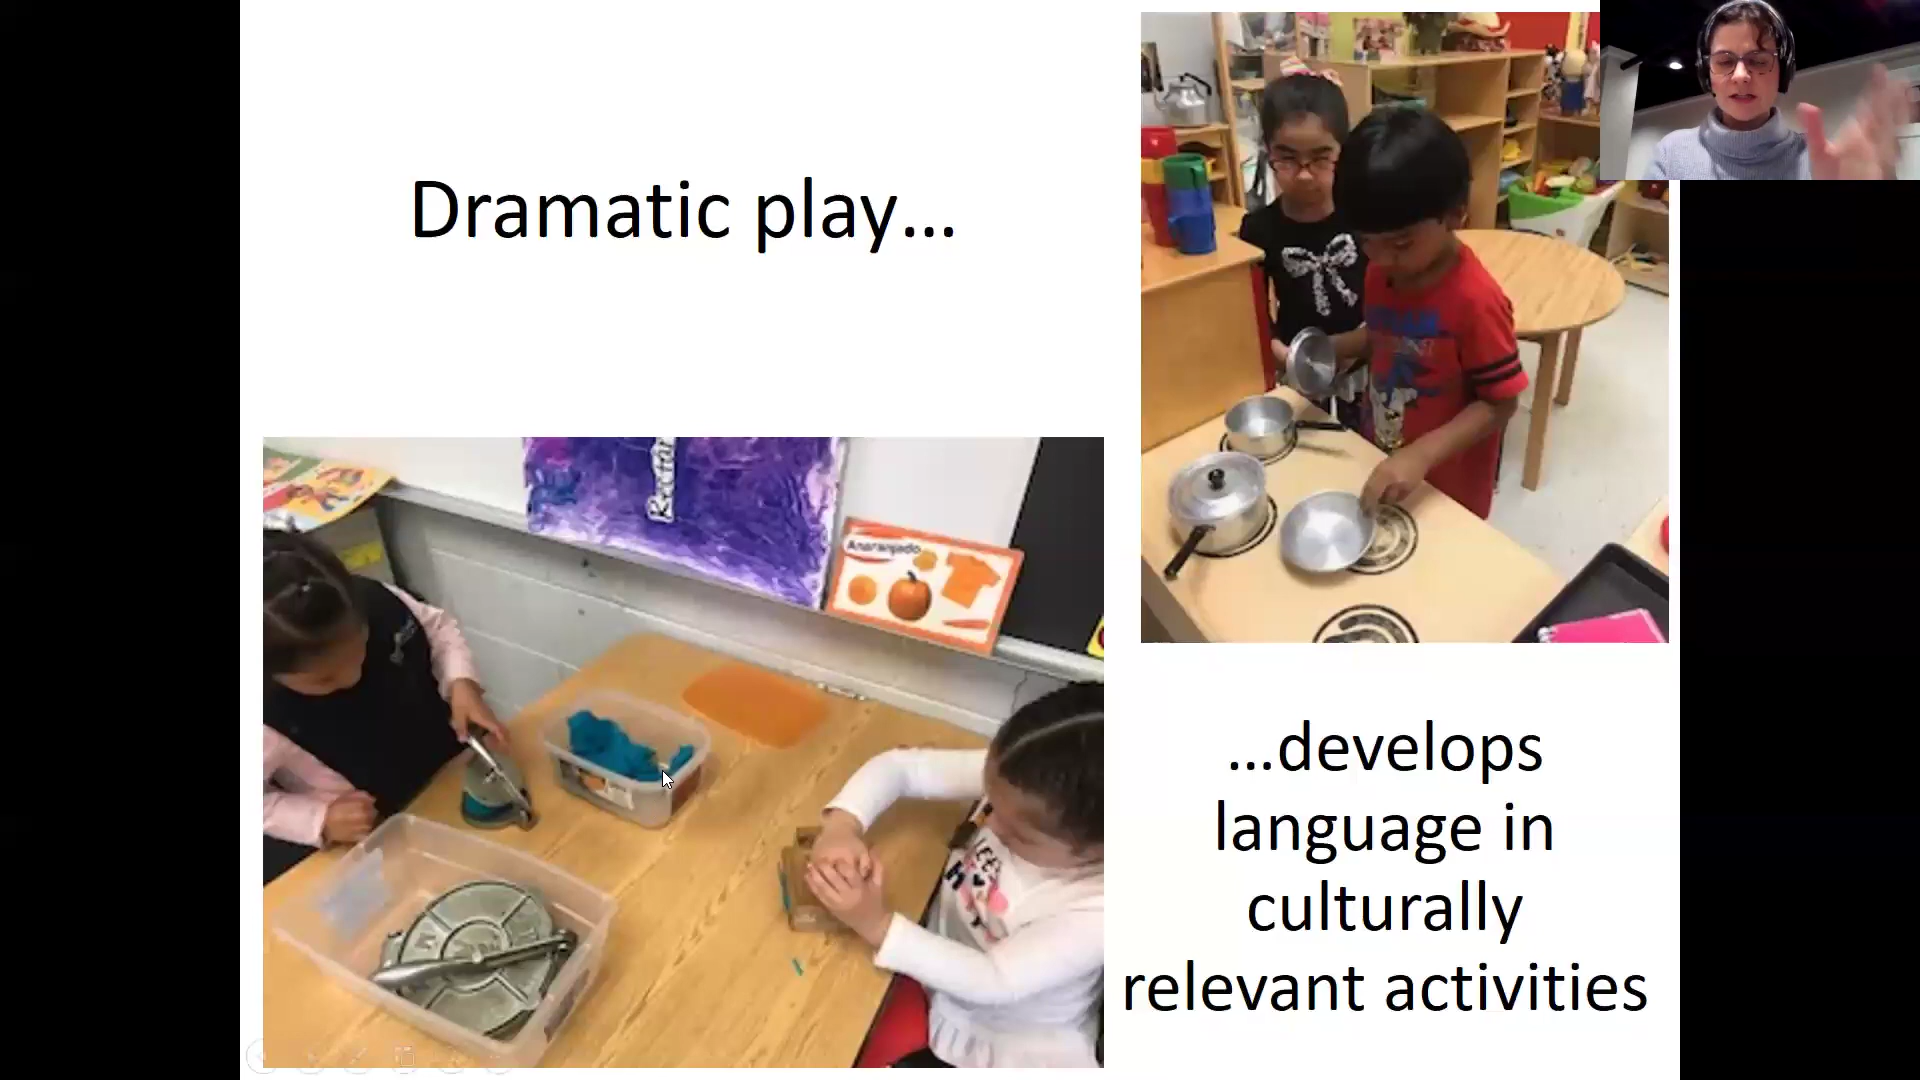 Dramatic play...
Anaranjado
...develops
language in
culturally
relevant activities